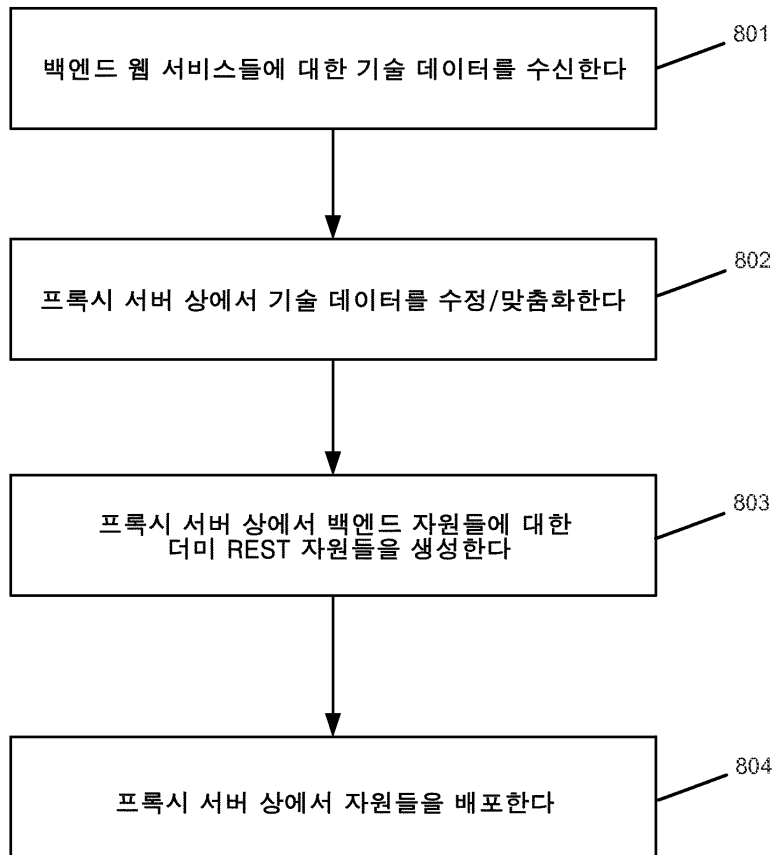 801
백엔드 웹 서비스들에 대한 기술 데이터를 수신한다
802
프록시 서버 상에서 기술 데이터를 수정/맞춤화한다
803
프록시 서버 상에서 백엔드 자원들에 대한
더미 REST 자원들을 생성한다
804
프록시 서버 상에서 자원들을 배포한다